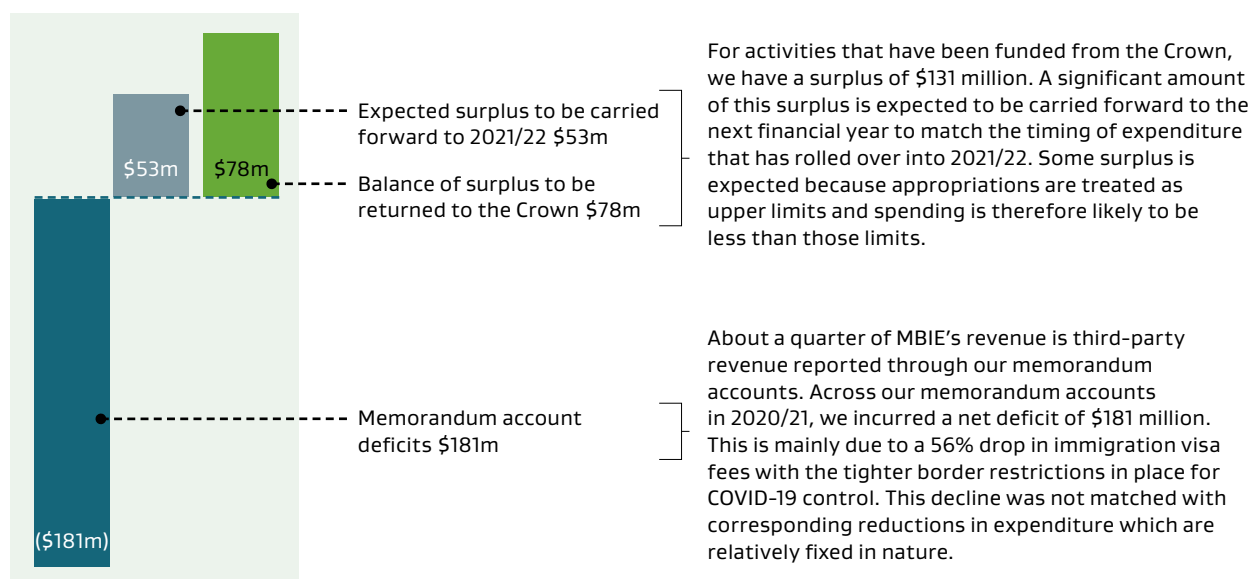 $53m
$78m
($181m)
Expected surplus to be carried
forward to 2021/22 $53m
Balance of surplus to be
returned to the Crown $78m
For activities that have been funded from the Crown,
we have a surplus of $131 million. A significant amount
of this surplus is expected to be carried forward to the
next financial year to match the timing of expenditure
that has rolled over into 2021/22. Some surplus is
expected because appropriations are treated as
upper limits and spending is therefore likely to be
less than those limits.
Memorandum account
deficits $181m
About a quarter of MBIE’s revenue is third-party
revenue reported through our memorandum
accounts. Across our memorandum accounts
in 2020/21, we incurred a net deficit of $181 million.
This is mainly due to a 56% drop in immigration visa
fees with the tighter border restrictions in place for
COVID-19 control. This decline was not matched with
corresponding reductions in expenditure which are
relatively fixed in nature.